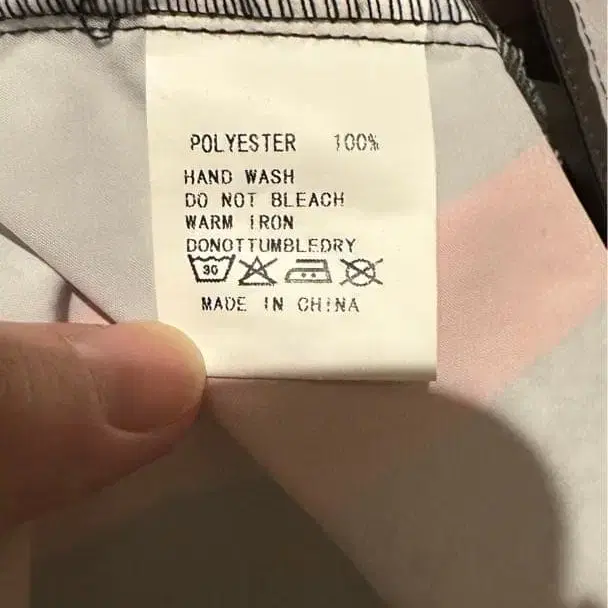 POLYESTER 100%
HAND WASH
DO NOT BLEACH
WARM IRON
DONOTTUMBLEDRY
30
MADE IN CHINA